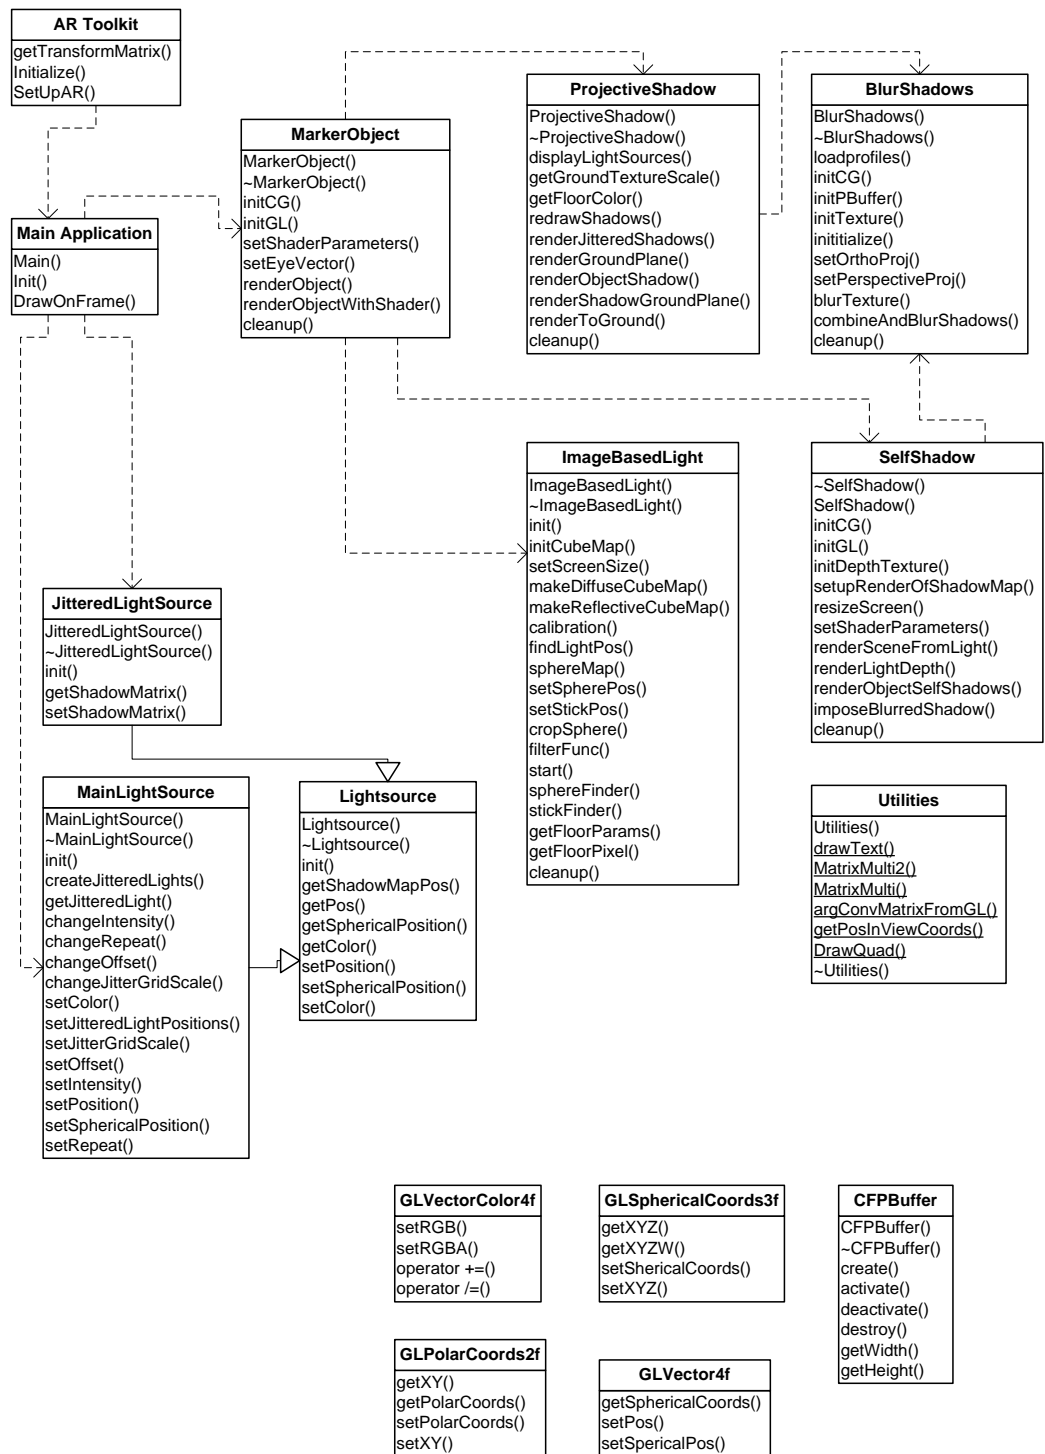 AR Toolkit
getTransformMatrix()
Initialize()
SetUpAR()
Main Application
Main()
Init()
DrawOnFrame()
MarkerObject
MarkerObject()
~MarkerObject()
initCG()
initGL()
setShaderParameters()
setEyeVector()
renderObject()
renderObjectWithShader()
cleanup()
ProjectiveShadow
ProjectiveShadow()
~ProjectiveShadow()
displayLightSources()
getGroundTextureScale()
getFloorColor()
redrawShadows()
renderJitteredShadows()
renderGroundPlane()
renderObjectShadow()
renderShadowGroundPlane()
renderToGround()
cleanup()
BlurShadows
BlurShadows()
~BlurShadows()
loadprofiles()
initCG()
initPBuffer()
initTexture()
inititialize()
setOrthoProj()
setPerspectiveProj()
blurTexture()
combineAndBlurShadows()
cleanup()
ImageBasedLight
ImageBasedLight()
~ImageBasedLight()
init()
initCubeMap()
setScreenSize()
makeDiffuseCubeMap()
makeReflectiveCubeMap()
calibration()
findLightPos()
sphereMap()
setSpherePos()
setStickPos()
cropSphere()
filterFunc()
start()
sphereFinder()
stickFinder()
getFloorParams()
getFloorPixel()
cleanup()
SelfShadow
~SelfShadow()
SelfShadow()
initCG()
initGL()
initDepthTexture()
setupRenderOfShadowMap()
resizeScreen()
setShaderParameters()
renderSceneFromLight()
renderLightDepth()
renderObjectSelfShadows()
imposeBlurredShadow()
cleanup()
JitteredLightSource
JitteredLightSource()
~JitteredLightSource()
init()
getShadowMatrix()
setShadowMatrix()
MainLightSource
MainLightSource()
~MainLightSource()
init()
createJitteredLights()
getJitteredLight()
changeIntensity()
changeRepeat()
changeOffset()
changeJitterGridScale()
setColor()
setJitteredLightPositions()
setJitterGridScale()
setOffset()
setIntensity()
setPosition()
setSphericalPosition()
setRepeat()
Lightsource
Lightsource()
~Lightsource()
init()
getShadowMapPos()
getPos()
getSphericalPosition()
getColor()
setPosition()
setSphericalPosition()
setColor()
Utilities
Utilities()
drawText()
MatrixMulti2()
MatrixMulti()
argConvMatrixFromGL()
getPosInViewCoords()
DrawQuad()
~Utilities()
GLVectorColor4f
setRGB()
setRGBA()
operator +=()
operator /=()
GLSphericalCoords3f
getXYZ()
getXYZW()
setShericalCoords()
setXYZ()
CFPBuffer
CFPBuffer()
~CFPBuffer()
create()
activate()
deactivate()
destroy()
getWidth()
getHeight()
GLPolarCoords2f
getXY()
getPolarCoords()
setPolarCoords()
setXY()
GLVector4f
getSphericalCoords()
setPos()
setSpericalPos()